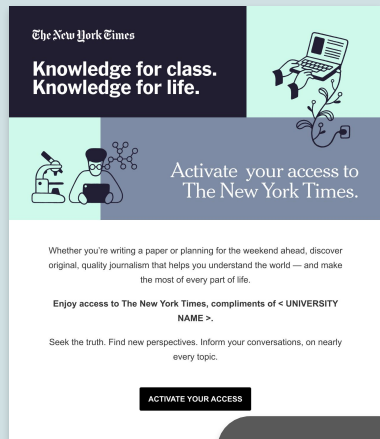 The New York Times
Knowledge for class.
Knowledge for life.
Activate your access to
The New York Times.
Whether you're writing a paper or planning for the weekend ahead, discover
original, quality journalism that helps you understand the world — and make
the most of every part of life.
Enjoy access to The New York Times, compliments of < UNIVERSITY
NAME >.
Seek the truth. Find new perspectives. Inform your conversations, on nearly
every topic.
ACTIVATE YOUR ACCESS